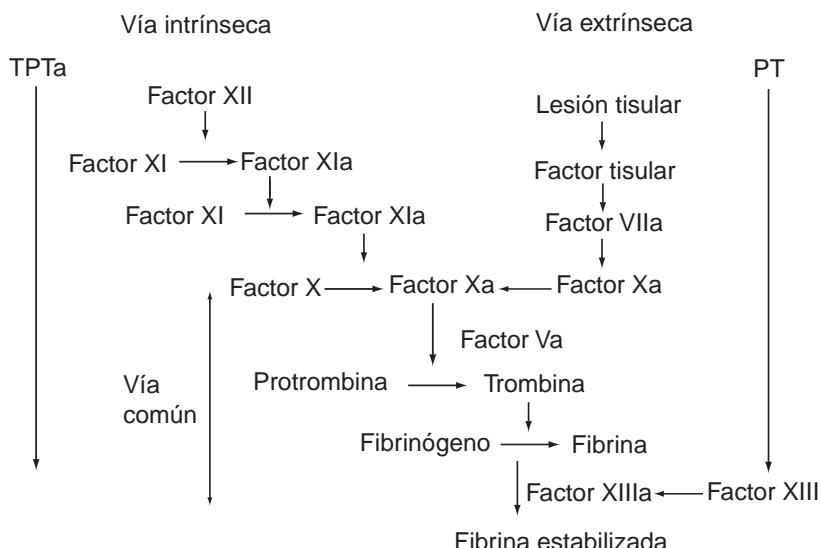 Vía intrínseca Vía extrínseca
TPTa PT
Factor XII Lesión tisular
Factor XI Factor XIa Factor tisular
Factor XI Factor XIa Factor VIIa
Factor X Factor Xa Factor Xa
Factor Va
Vía
común
Protrombina Trombina
Fibrinógeno Fibrina
Factor XIIIa Factor XIII
Fibrina estabilizada